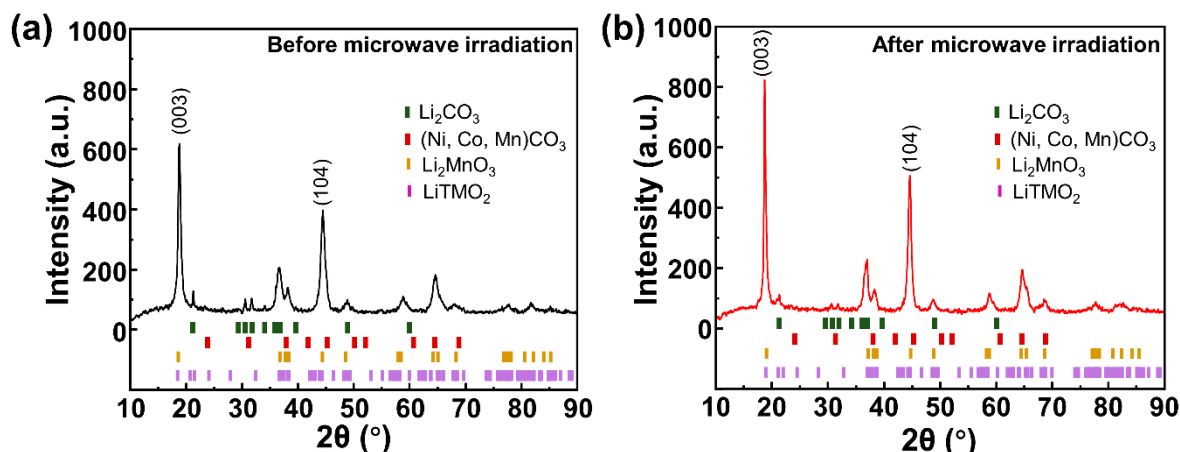 (a)
Before microwave irradiation
Intensity (a.u.)
1000
800
600
400
200
0
(003)
(104)
Li₂CO₃
(Ni, Co, Mn)CO₃
Li₂MnO₃
LiTMO₂
10 20 30 40 50 60 70 80 90
2θ (°)
(b)
After microwave irradiation
Intensity (a.u.)
1000
800
600
400
200
0
(003)
(104)
Li₂CO₃
(Ni, Co, Mn)CO₃
Li₂MnO₃
LiTMO₂
10 20 30 40 50 60 70 80 90
2θ (°)